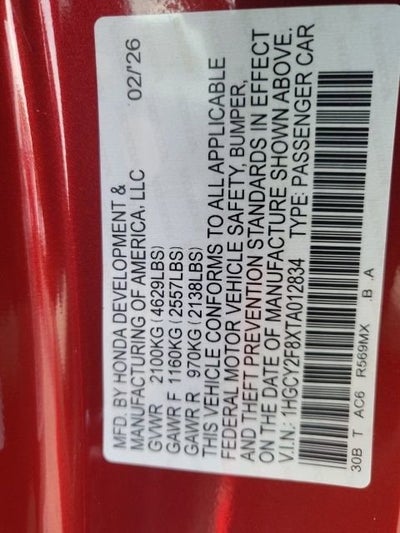 MFD. BY HONDA DEVELOPMENT & 02/'26
MANUFACTURING OF AMERICA, LLC
GVWR 2100KG (4629LBS)
GAWR F 1160KG (2557LBS)
GAWR R 970KG (2138LBS)
THIS VEHICLE CONFORMS TO ALL APPLICABLE
FEDERAL MOTOR VEHICLE SAFETY, BUMPER,
AND THEFT PREVENTION STANDARDS IN EFFECT
ON THE DATE OF MANUFACTURE SHOWN ABOVE.
V.I.N.: 1HGCY2F8XTA012834 TYPE: PASSENGER CAR
30B T AC6 R569MX .B .A